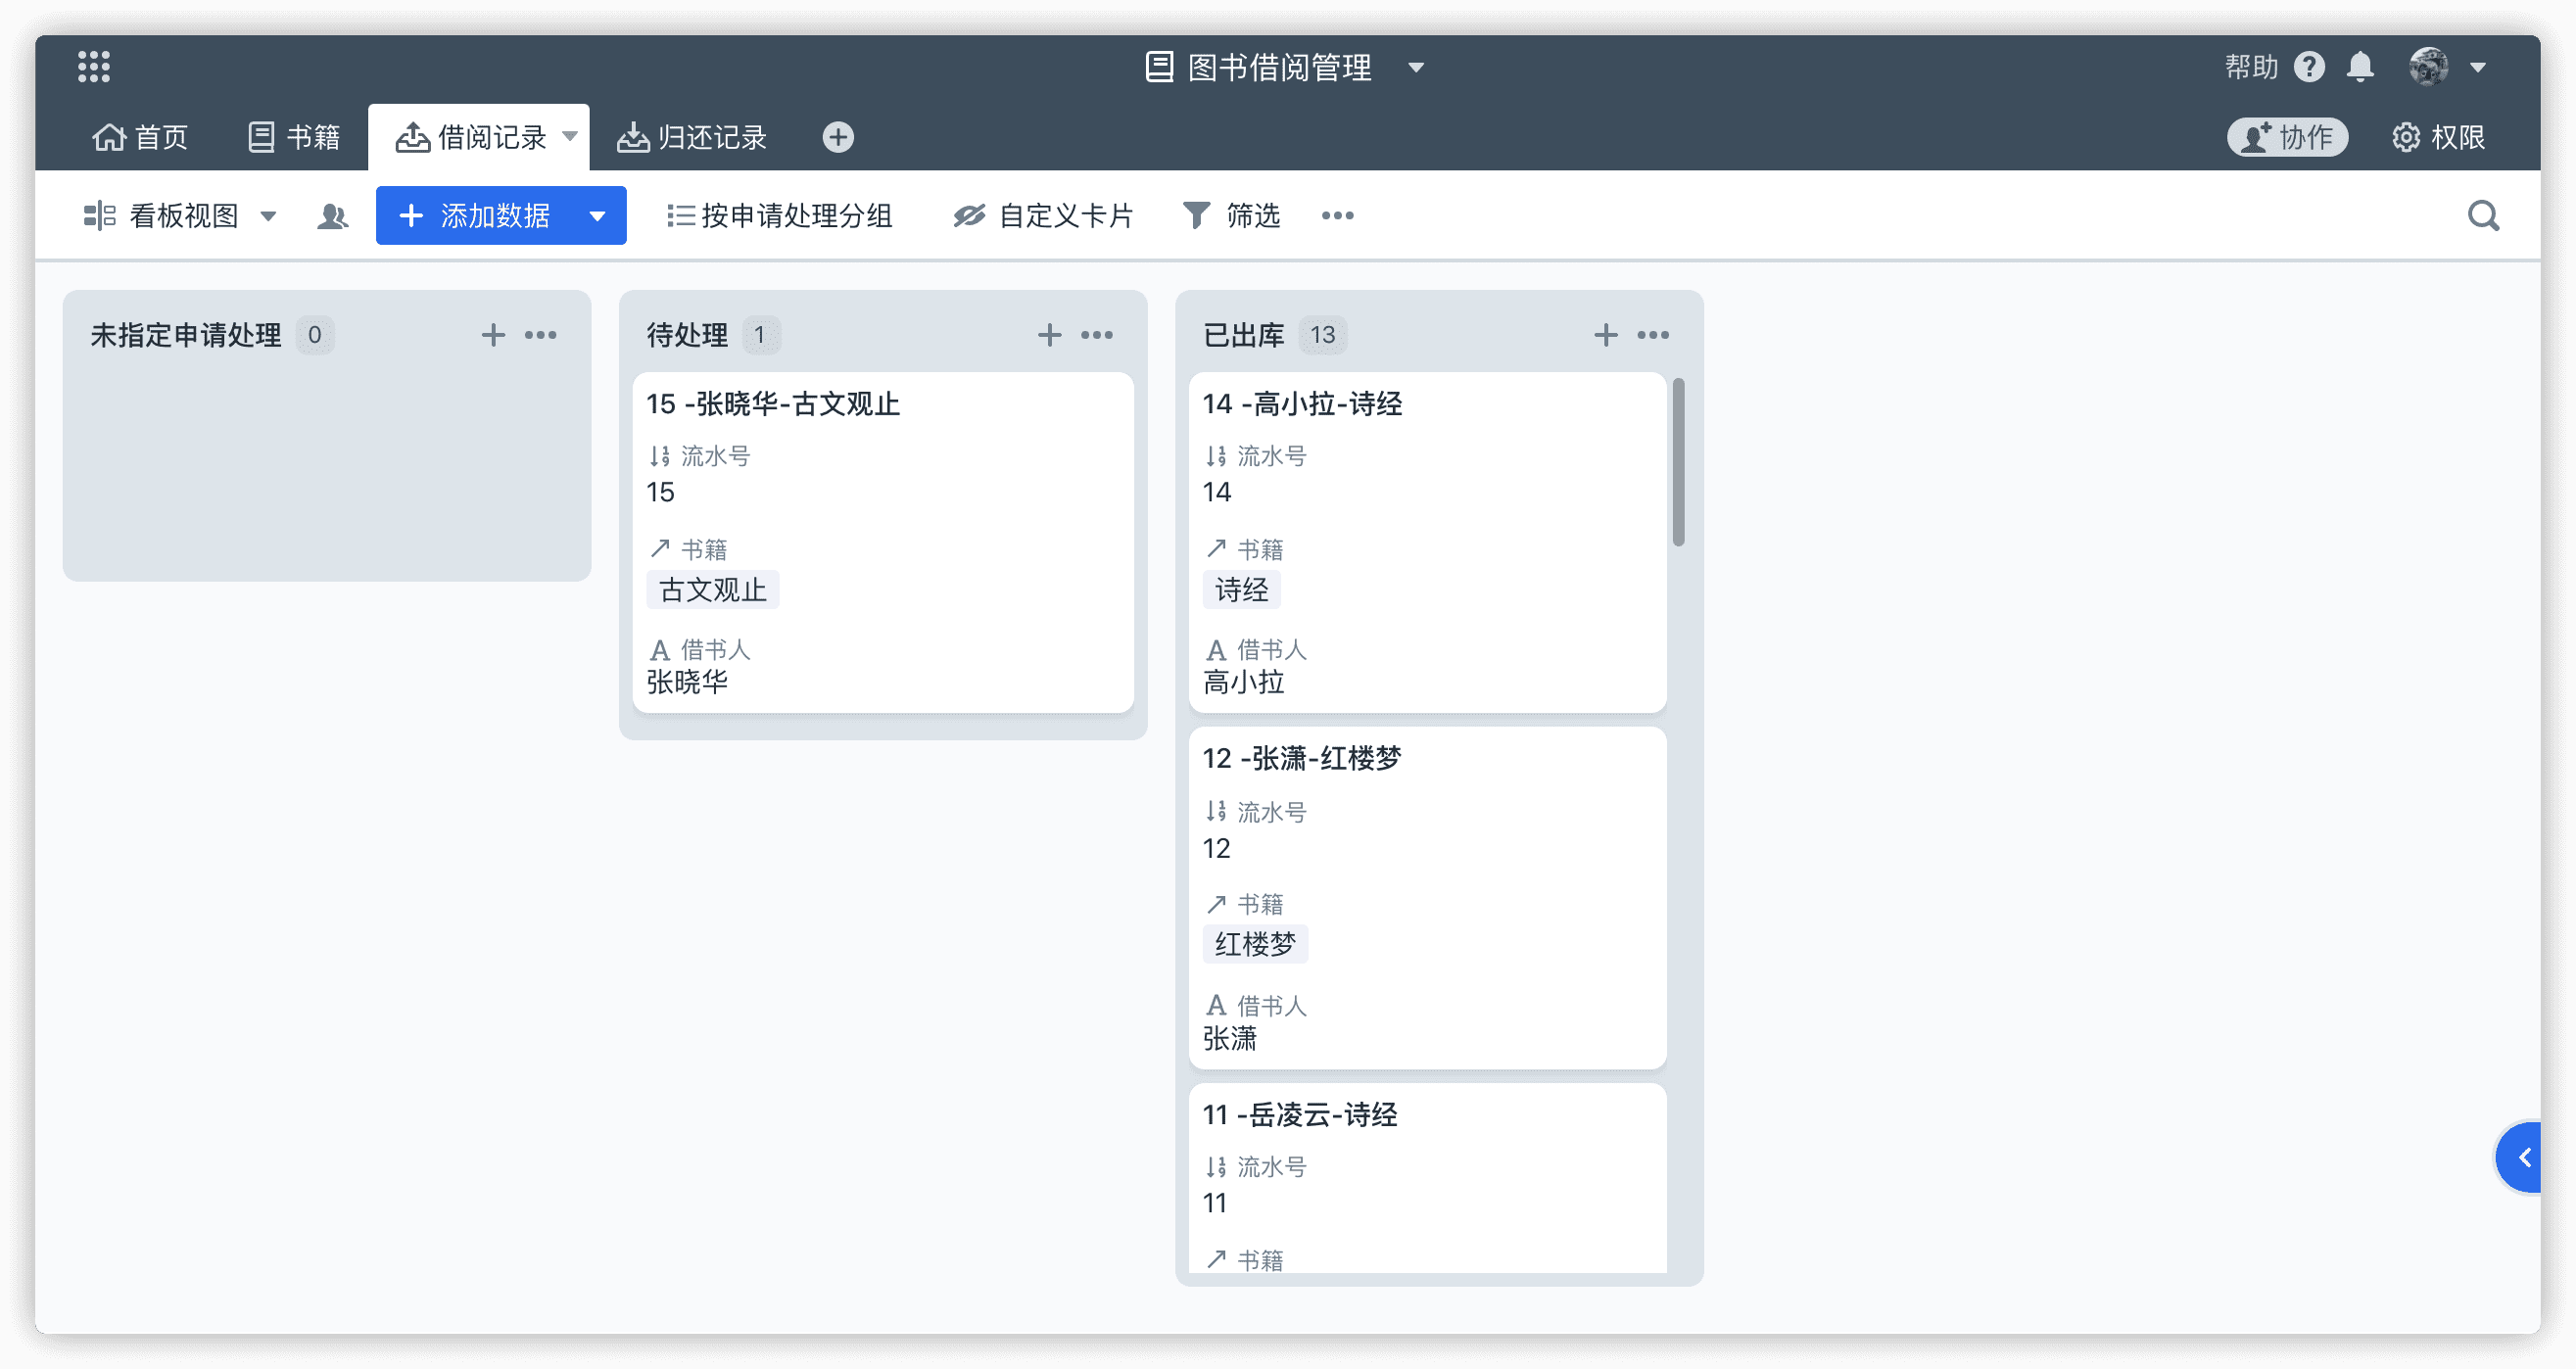 图书借阅管理
帮助
首页 书籍 借阅记录 归还记录
协作 权限
看板视图 添加数据 按申请处理分组 自定义卡片 筛选
未指定申请处理 0
待处理 1
15 -张晓华-古文观止
流水号
15
书籍
古文观止
借书人
张晓华
已出库 13
14 -高小拉-诗经
流水号
14
书籍
诗经
借书人
高小拉
12 -张潇-红楼梦
流水号
12
书籍
红楼梦
借书人
张潇
11 -岳凌云-诗经
流水号
11
书籍